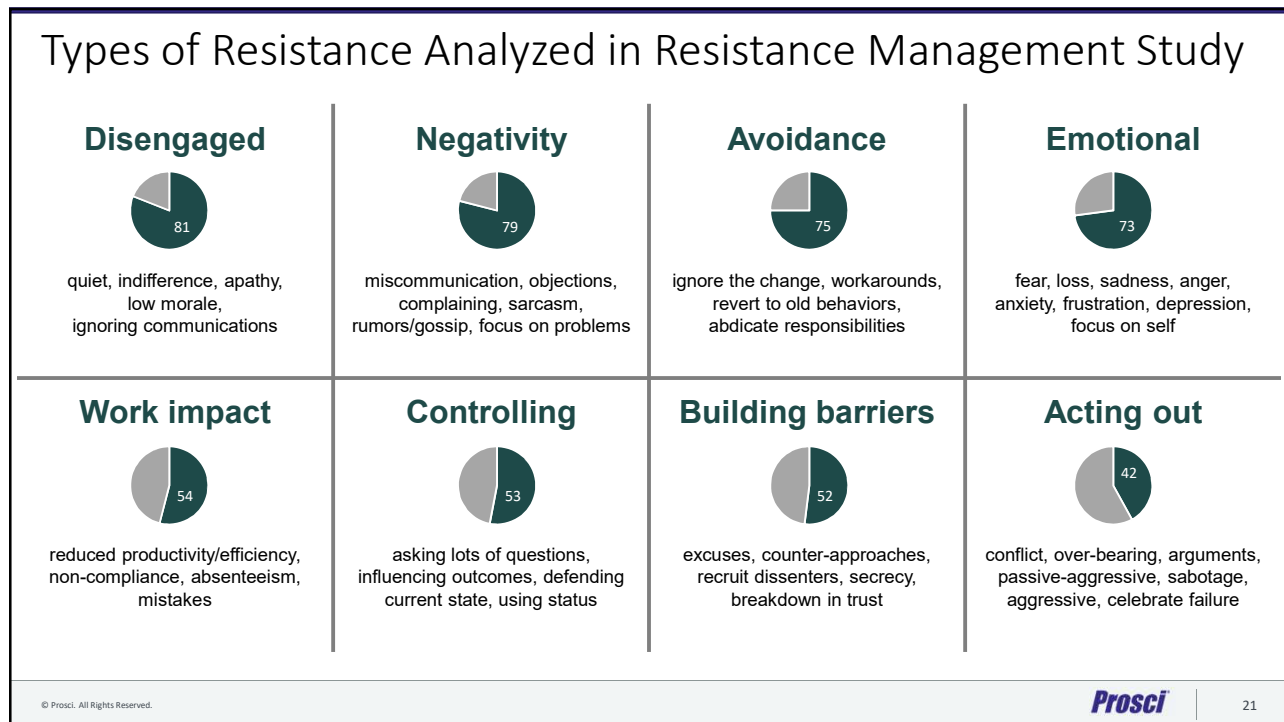 Types of Resistance Analyzed in Resistance Management Study
Disengaged
81
quiet, indifference, apathy,
low morale,
ignoring communications
Negativity
79
miscommunication, objections,
complaining, sarcasm,
rumors/gossip, focus on problems
Avoidance
75
ignore the change, workarounds,
revert to old behaviors,
abdicate responsibilities
Emotional
73
fear, loss, sadness, anger,
anxiety, frustration, depression,
focus on self
Work impact
54
reduced productivity/efficiency,
non-compliance, absenteeism,
mistakes
Controlling
53
asking lots of questions,
influencing outcomes, defending
current state, using status
Building barriers
52
excuses, counter-approaches,
recruit dissenters, secrecy,
breakdown in trust
Acting out
42
conflict, over-bearing, arguments,
passive-aggressive, sabotage,
aggressive, celebrate failure
© Prosci. All Rights Reserved.
Prosci
21